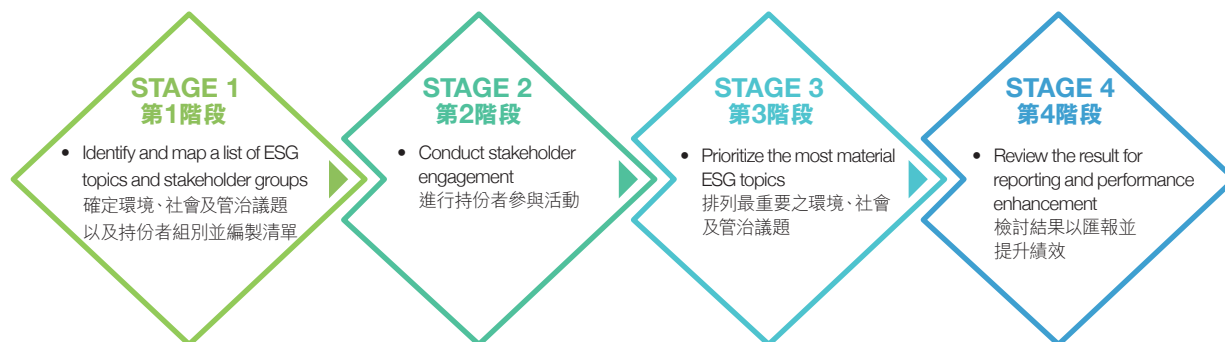 STAGE 1
第1階段
• Identify and map a list of ESG
topics and stakeholder groups
確定環境、社會及管治議題
以及持份者組別並編製清單
STAGE 2
第2階段
• Conduct stakeholder
engagement
進行持份者參與活動
STAGE 3
第3階段
• Prioritize the most material
ESG topics
排列最重要之環境、社會
及管治議題
STAGE 4
第4階段
• Review the result for
reporting and performance
enhancement
檢討結果以匯報並
提升績效